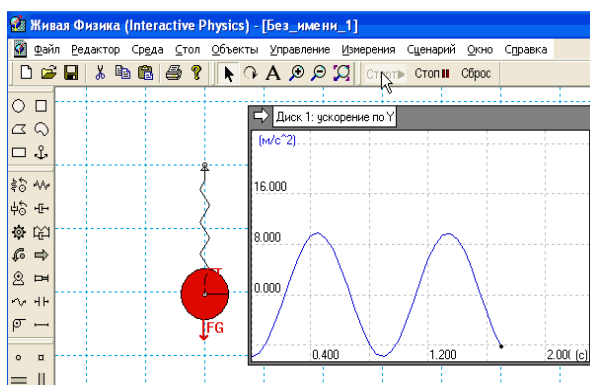 Живая Физика (Interactive Physics) - [Без_имени_1]
Файл Редактор Среда Стол Объекты Управление Измерения Сценарий Окно Справка
Старт Стоп Сброс
Диск 1: ускорение по Y
(м/с^2)
16.000
8.000
0.000
FG
0.400 1.200 2.000 (с)